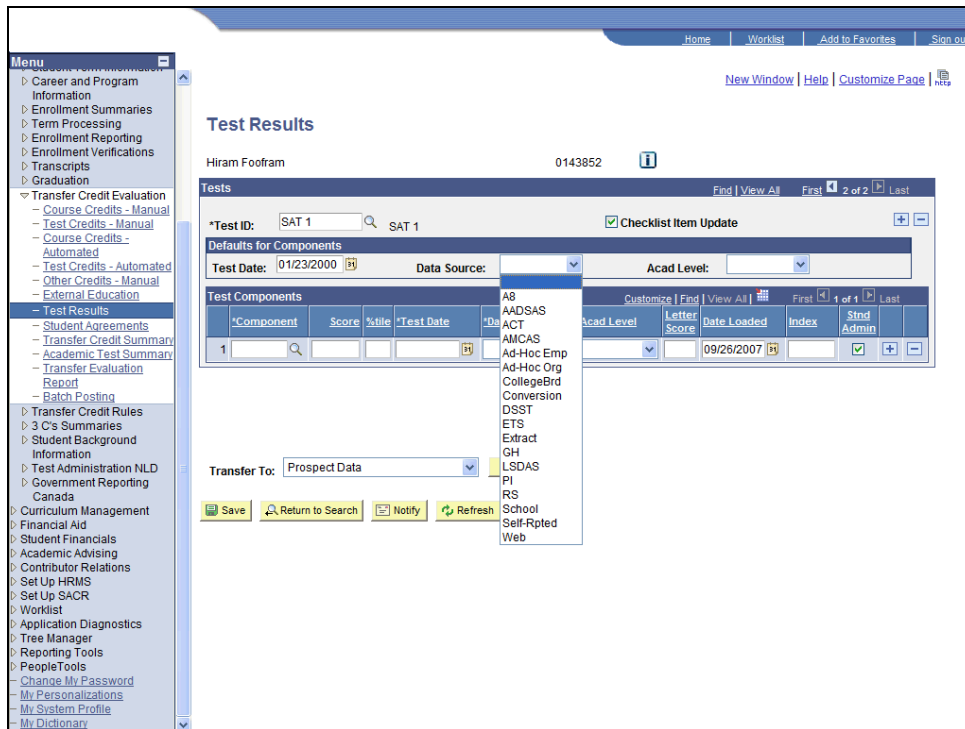 Home Worklist Add to Favorites Sign ou
Menu
Student Term Information
Career and Program
Information
Enrollment Summaries
Term Processing
Enrollment Reporting
Enrollment Verifications
Transcripts
Graduation
Transfer Credit Evaluation
– Course Credits - Manual
– Test Credits - Manual
– Course Credits -
Automated
– Test Credits - Automated
– Other Credits - Manual
– External Education
– Test Results
– Student Agreements
– Transfer Credit Summary
– Academic Test Summary
– Transfer Evaluation
Report
– Batch Posting
Transfer Credit Rules
3 C's Summaries
Student Background
Information
Test Administration NLD
Government Reporting
Canada
Curriculum Management
Financial Aid
Student Financials
Academic Advising
Contributor Relations
Set Up HRMS
Set Up SACR
Worklist
Application Diagnostics
Tree Manager
Reporting Tools
PeopleTools
– Change My Password
– My Personalizations
– My System Profile
– My Dictionary
New Window | Help | Customize Page | http
Test Results
Hiram Foofram 0143852
Tests Find | View All First 2 of 2 Last
*Test ID: SAT 1 SAT 1 Checklist Item Update
Defaults for Components
Test Date: 01/23/2000 31 Data Source: Acad Level:
Test Components Customize | Find | View All | First 1 of 1 Last
*Component Score %tile *Test Date *Da Acad Level Letter Score Date Loaded Index Stnd Admin
1 31 09/26/2007 31
A8
AADSAS
ACT
AMCAS
Ad-Hoc Emp
Ad-Hoc Org
CollegeBrd
Conversion
DSST
ETS
Extract
GH
LSDAS
PI
RS
School
Self-Rpted
Web
Transfer To: Prospect Data
Save Return to Search Notify Refresh